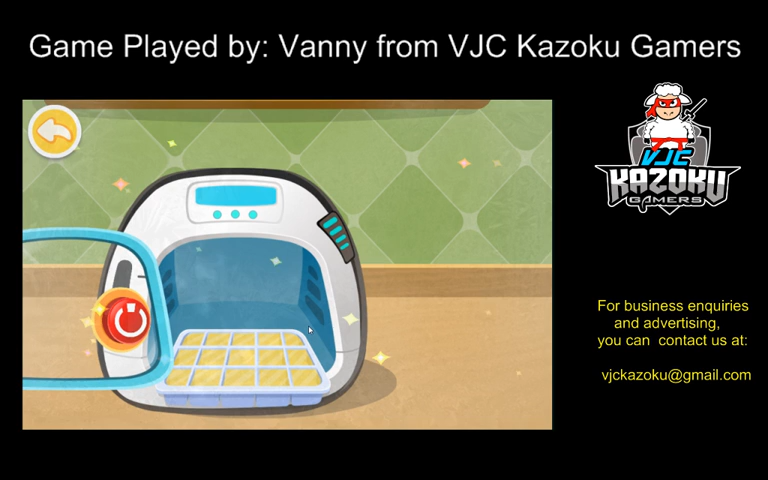 Game Played by: Vanny from VJC Kazoku Gamers
VJC
KAZOKU
GAMERS
For business enquiries
and advertising,
you can contact us at:
vjckazoku@gmail.com